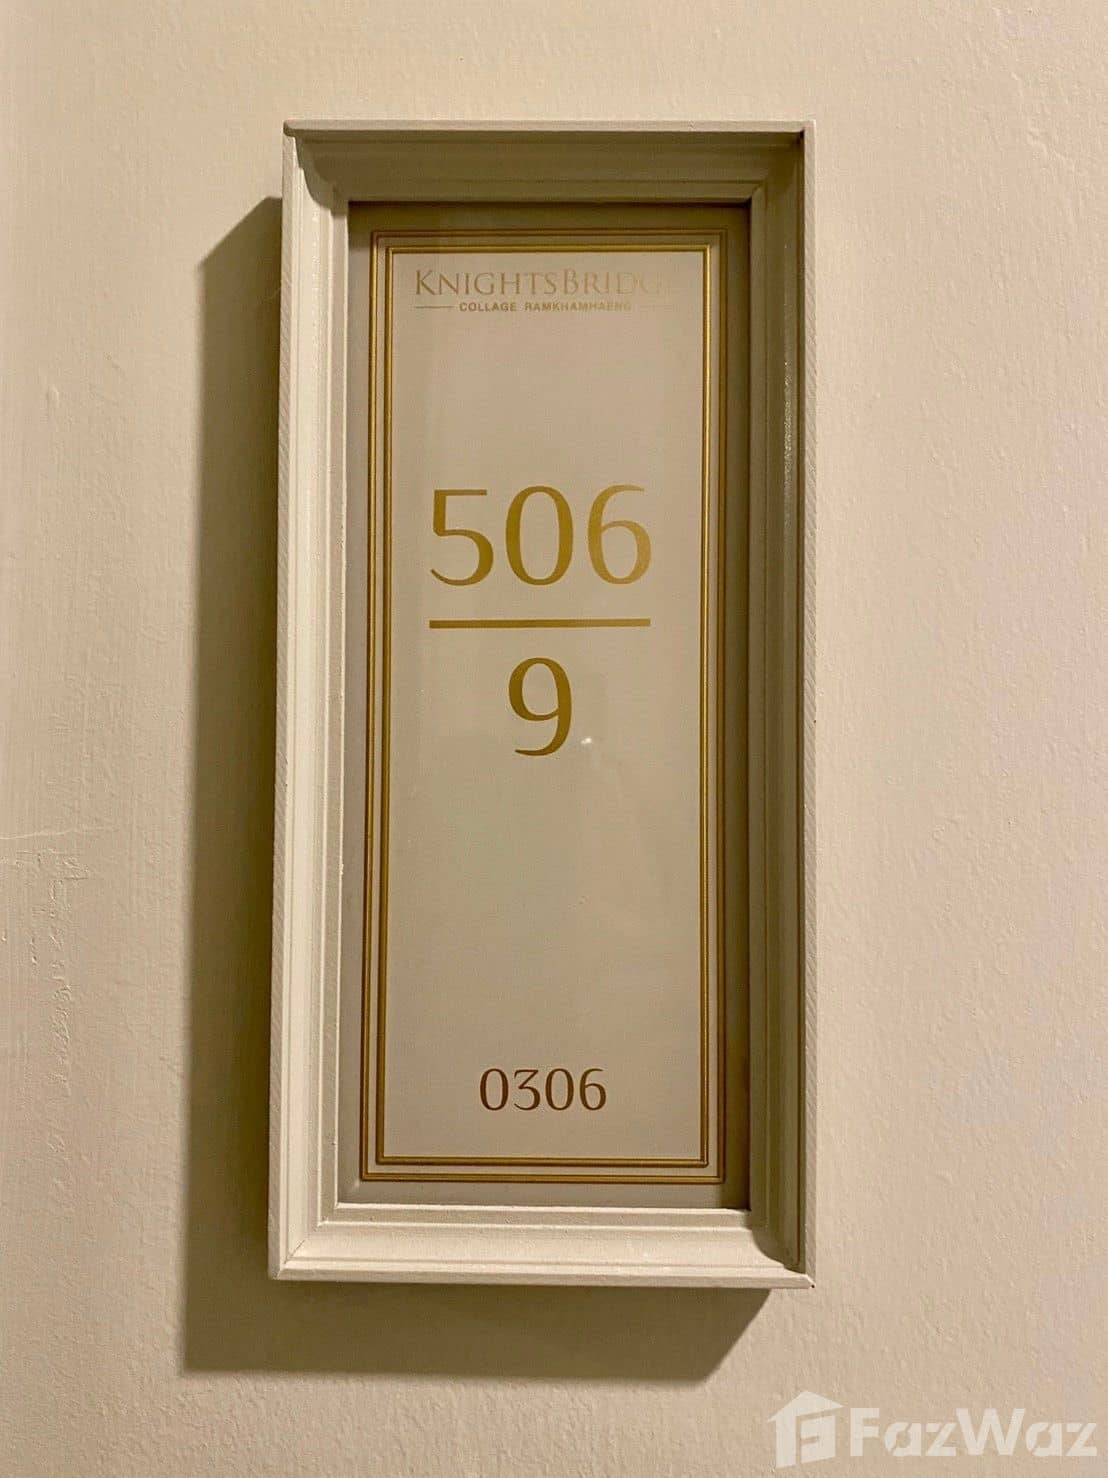 KNIGHTSBRIDGE
COLLAGE RAMKHAMHAENG
506
9
0306
FazWaz